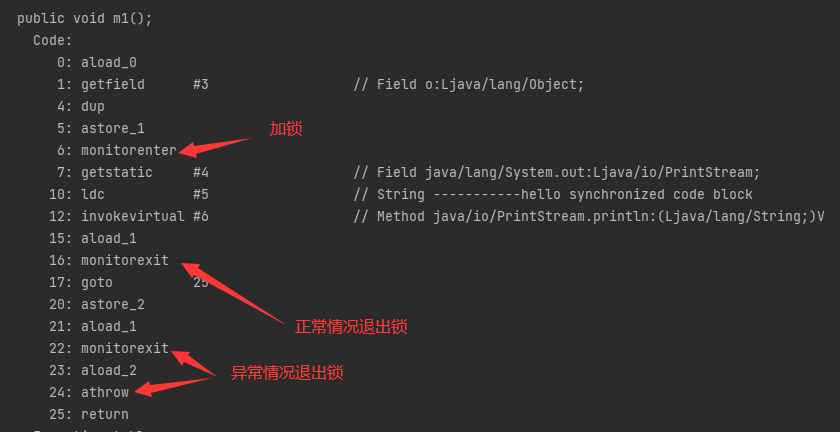 public void m1();
Code:
0: aload_0
1: getfield #3 // Field o:Ljava/lang/Object;
4: dup
5: astore_1
加锁
6: monitorenter
7: getstatic #4 // Field java/lang/System.out:Ljava/io/PrintStream;
10: ldc #5 // String -----------hello synchronized code block
12: invokevirtual #6 // Method java/io/PrintStream.println:(Ljava/lang/String;)V
15: aload_1
16: monitorexit
17: goto 25
20: astore_2
21: aload_1
正常情况退出锁
22: monitorexit
23: aload_2
异常情况退出锁
24: athrow
25: return